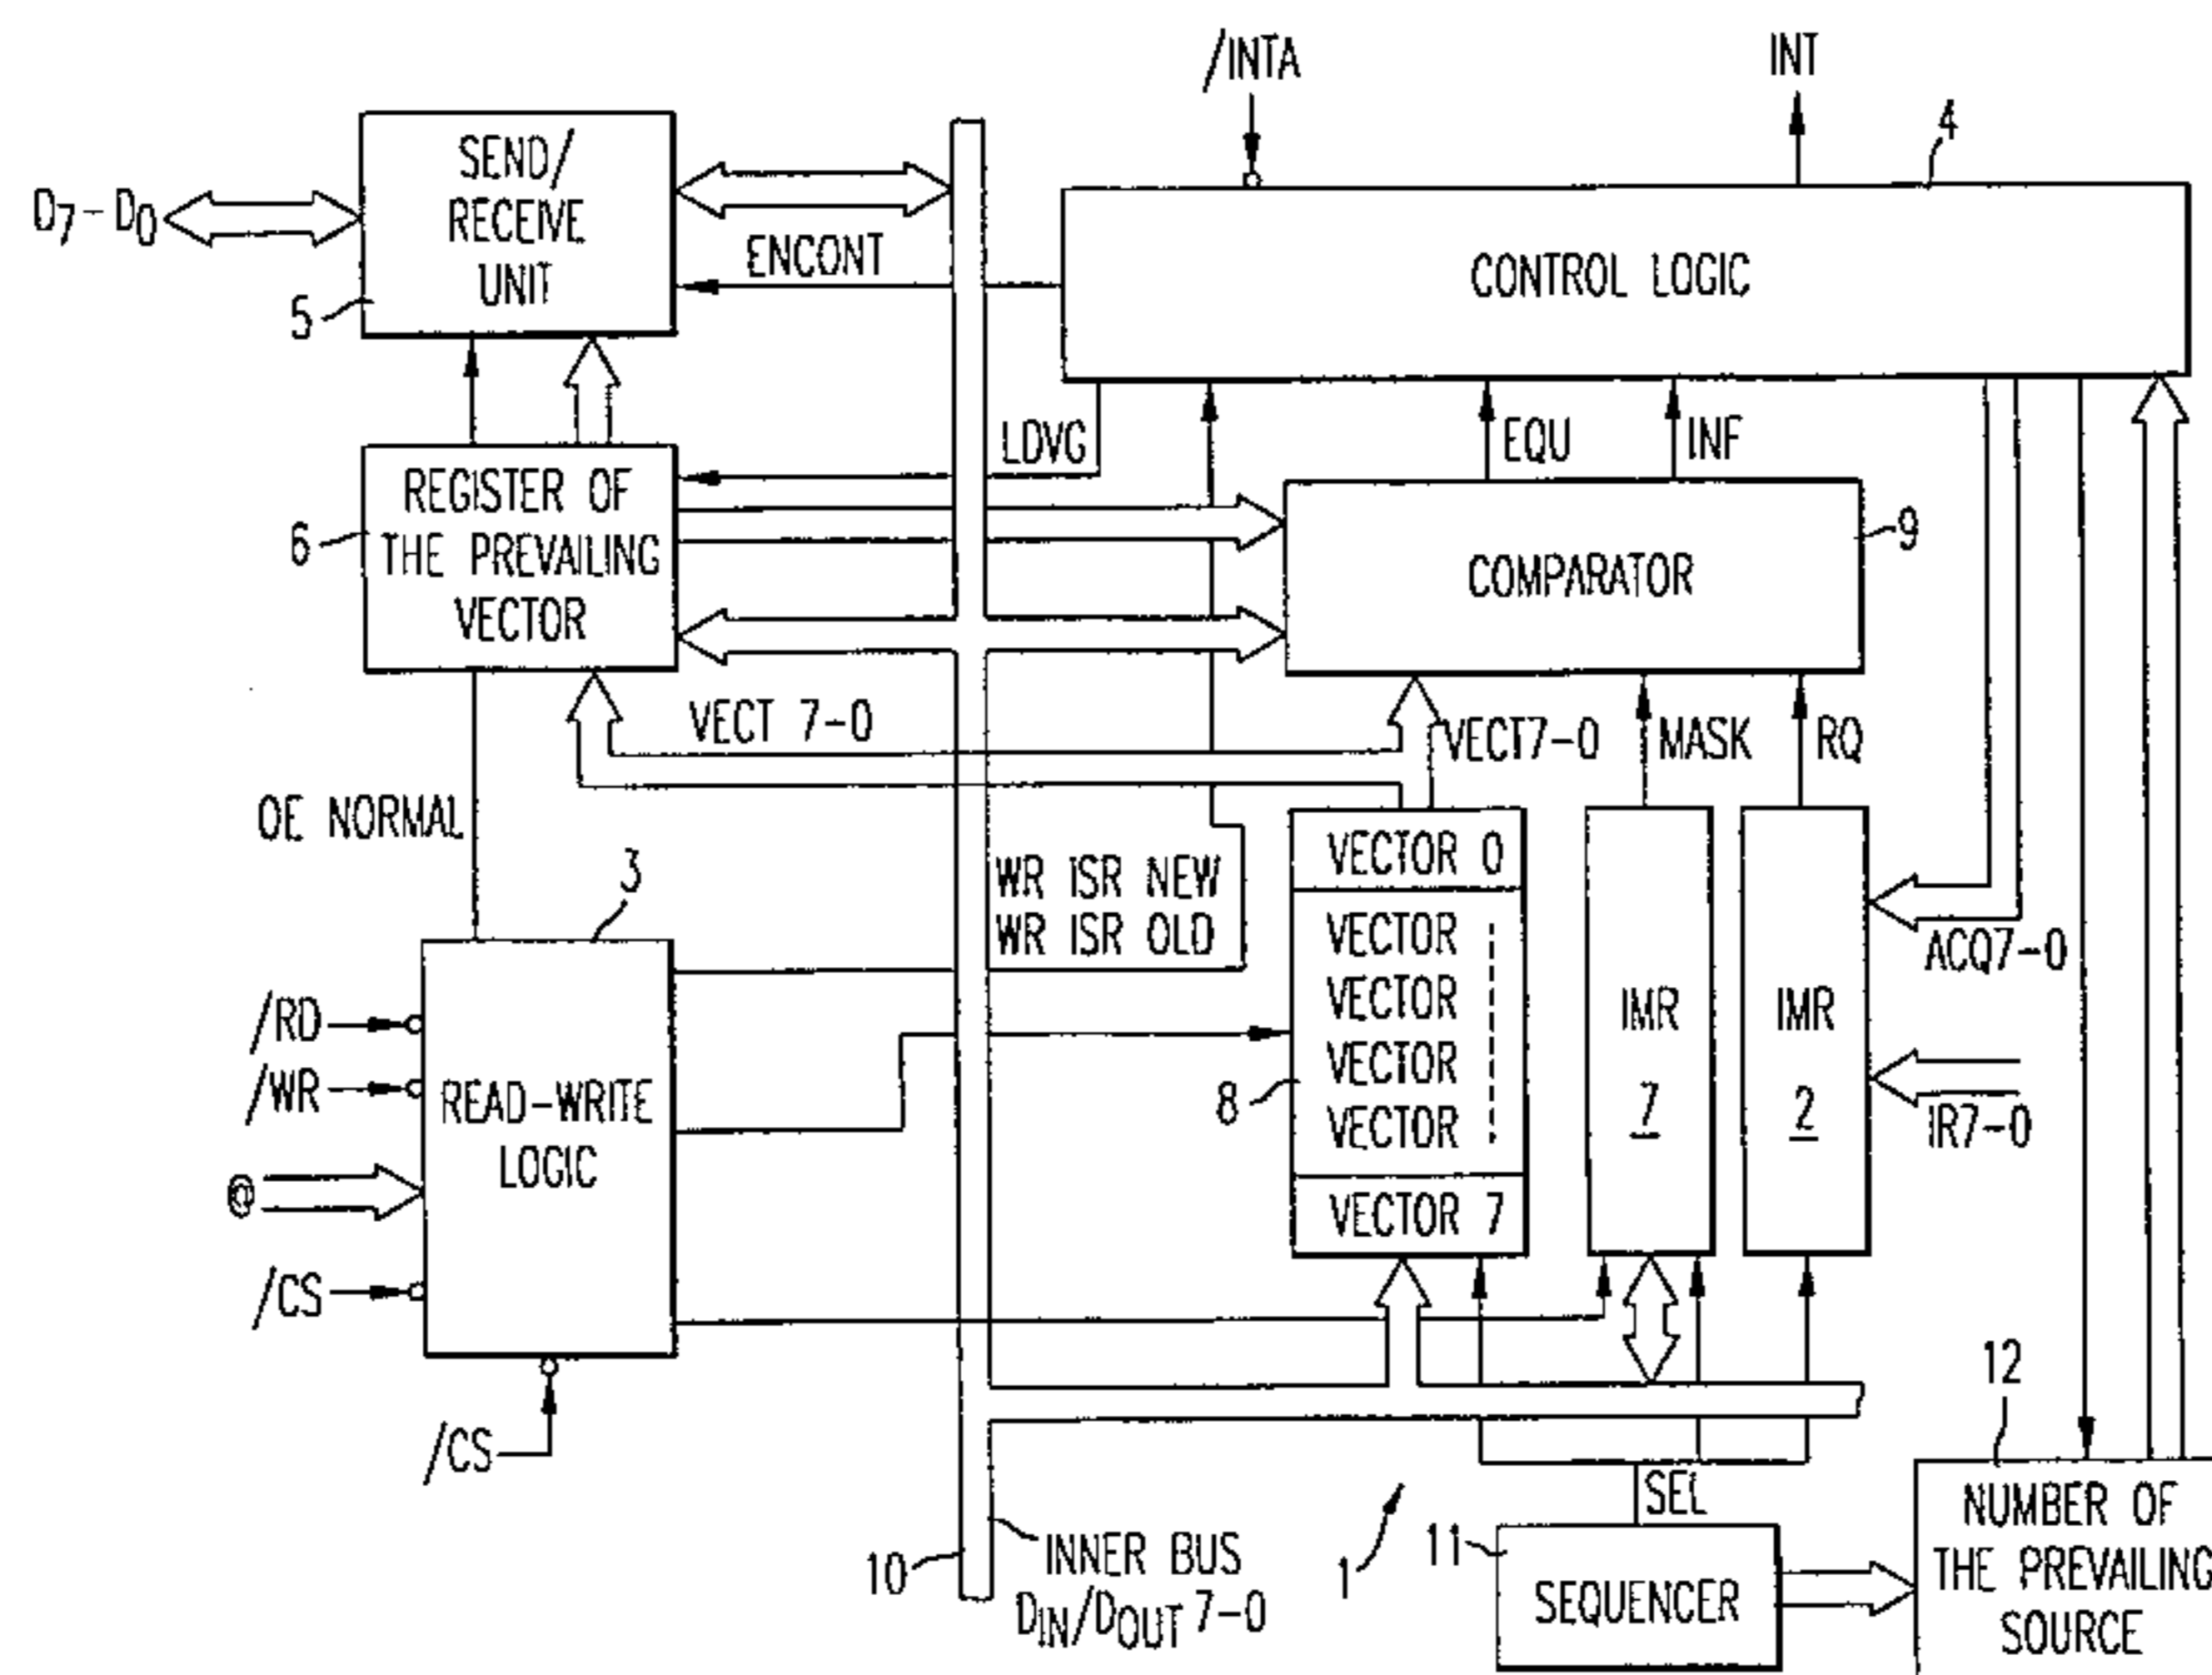 /INTA
INT
4
SEND/
RECEIVE
UNIT
D7-D0
ENCONT
5
CONTROL LOGIC
LDVG
EQU
INF
REGISTER OF
THE PREVAILING
VECTOR
6
COMPARATOR
9
VECT 7-0
VECT7-0
MASK
RQ
OE NORMAL
3
WR ISR NEW
WR ISR OLD
VECTOR 0
VECTOR
VECTOR
VECTOR
VECTOR
VECTOR 7
8
IMR
7
IMR
2
ACQ7-0
IR7-0
/RD
/WR
@
/CS
READ-WRITE
LOGIC
/CS
12
SEL
1
10
INNER BUS
DIN/DOUT 7-0
11
SEQUENCER
NUMBER OF
THE PREVAILING
SOURCE